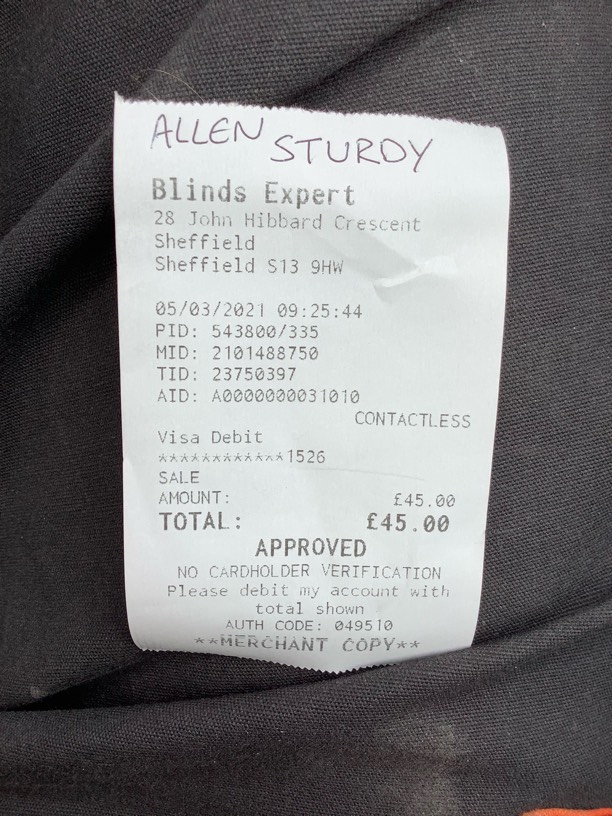 ALLEN STURDY
Blinds Expert
28 John Hibbard Crescent
Sheffield
Sheffield S13 9HW
05/03/2021 09:25:44
PID: 543800/335
MID: 2101488750
TID: 23750397
AID: A0000000031010
CONTACTLESS
Visa Debit
************1526
SALE
AMOUNT: £45.00
TOTAL: £45.00
APPROVED
NO CARDHOLDER VERIFICATION
Please debit my account with
total shown
AUTH CODE: 049510
**MERCHANT COPY**